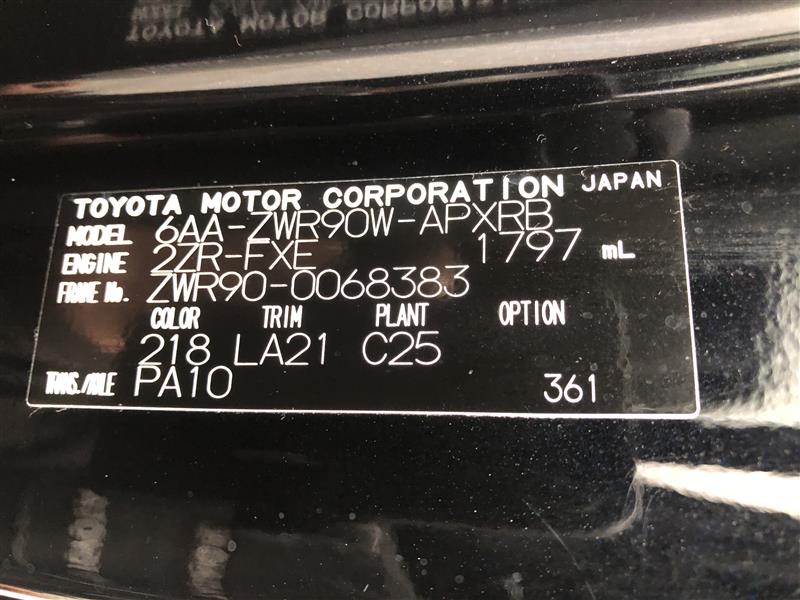 TOYOTA MOTOR CORPORATION JAPAN
MODEL 6AA-ZWR90W-APXRB
ENGINE 2ZR-FXE 1797 mL
FRAME No. ZWR90-0068383
COLOR TRIM PLANT OPTION
218 LA21 C25
TRANS./AXLE PA10 361